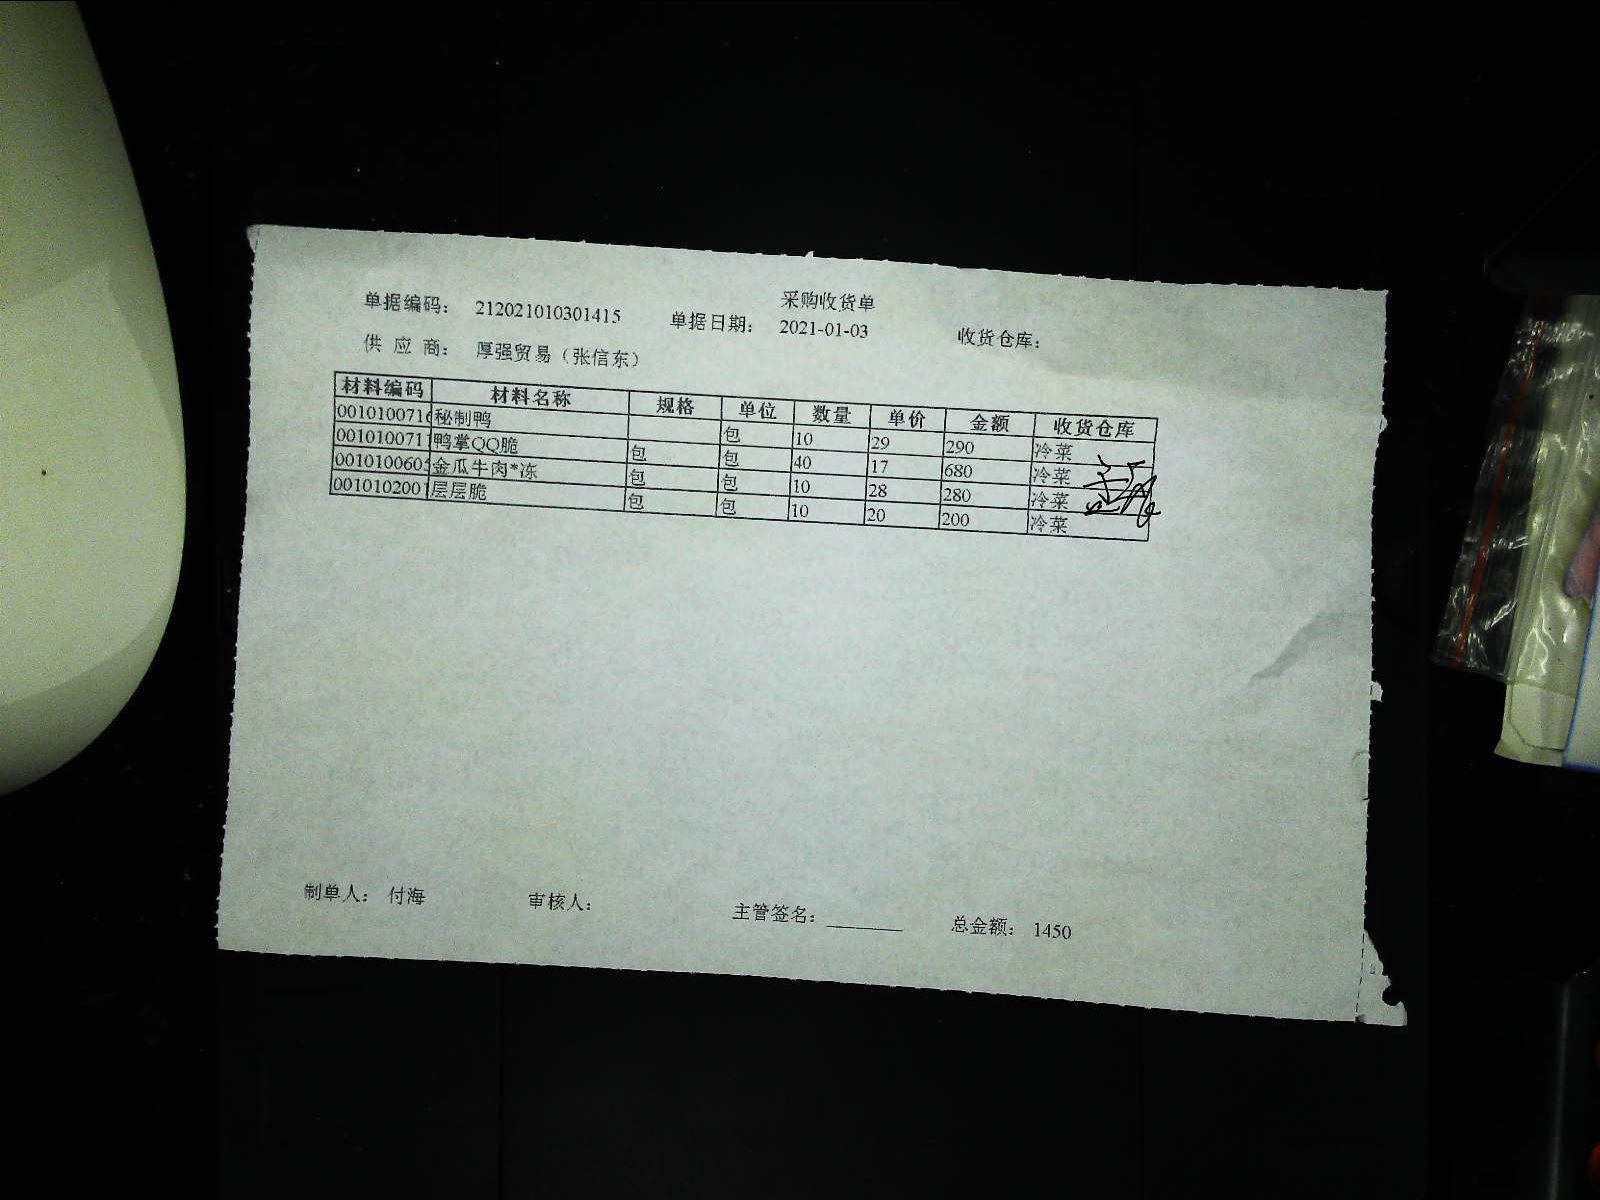 采购收货单
单据编码: 212021010301415 单据日期: 2021-01-03 收货仓库:
供 应 商: 厚强贸易（张信东）
材料编码 材料名称 规格 单位 数量 单价 金额 收货仓库
001010071 秘制鸭 包 10 29 290 冷菜
001010071 鸭掌QQ脆 包 包 40 17 680 冷菜
001010060 金瓜牛肉*冻 包 包 10 28 280 冷菜
001010200 层层脆 包 包 10 20 200 冷菜
制单人: 付海 审核人: 主管签名: ________ 总金额: 1450